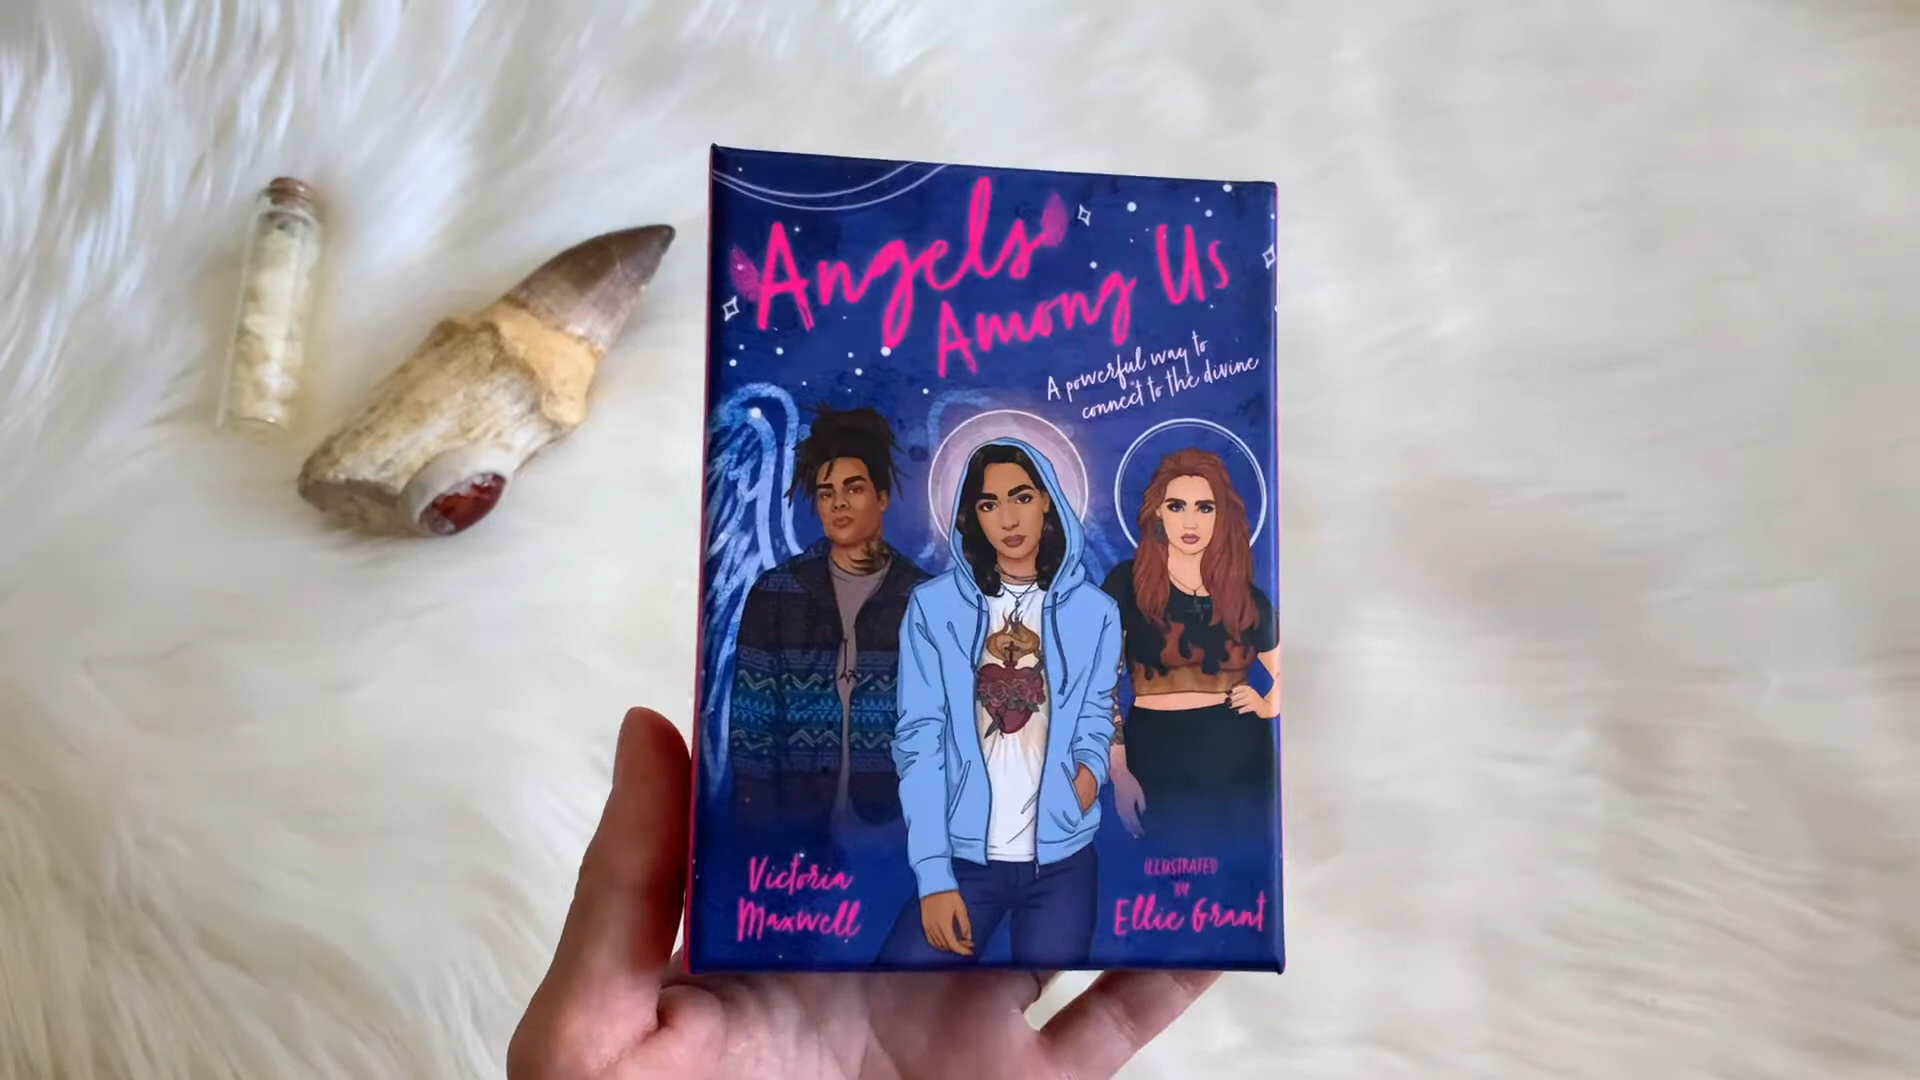 Angels
Among Us
A powerful way to
connect to the divine
Victoria
Maxwell
ILLUSTRATED
BY
Ellie Grant